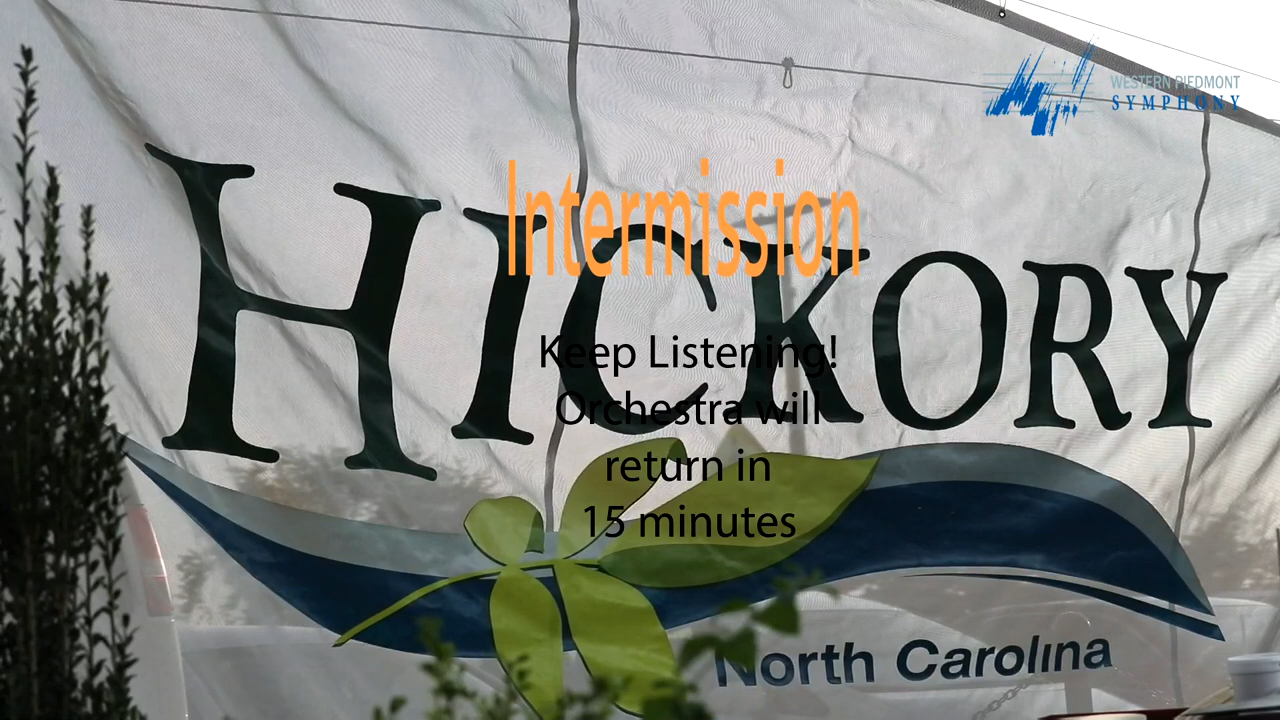 WESTERN PIEDMONT
SYMPHONY
Intermission
HICKORY
Keep Listening!
Orchestra will
return in
15 minutes
North Carolina